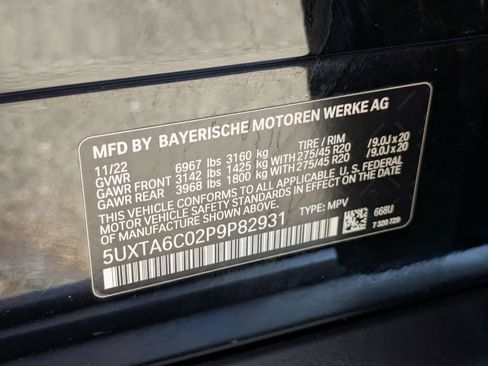 MFD BY BAYERISCHE MOTOREN WERKE AG
11/22 TIRE / RIM
GVWR 6967 lbs 3160 kg
GAWR FRONT 3142 lbs 1425 kg WITH 275/45 R20 /9.0J x 20
GAWR REAR 3968 lbs 1800 kg WITH 275/45 R20 /9.0J x 20
THIS VEHICLE CONFORMS TO ALL APPLICABLE U.S. FEDERAL
MOTOR VEHICLE SAFETY STANDARDS IN EFFECT ON THE DATE
OF MANUFACTURE SHOWN ABOVE.
5UXTA6C02P9P82931 TYPE: MPV
668U
7 320 729